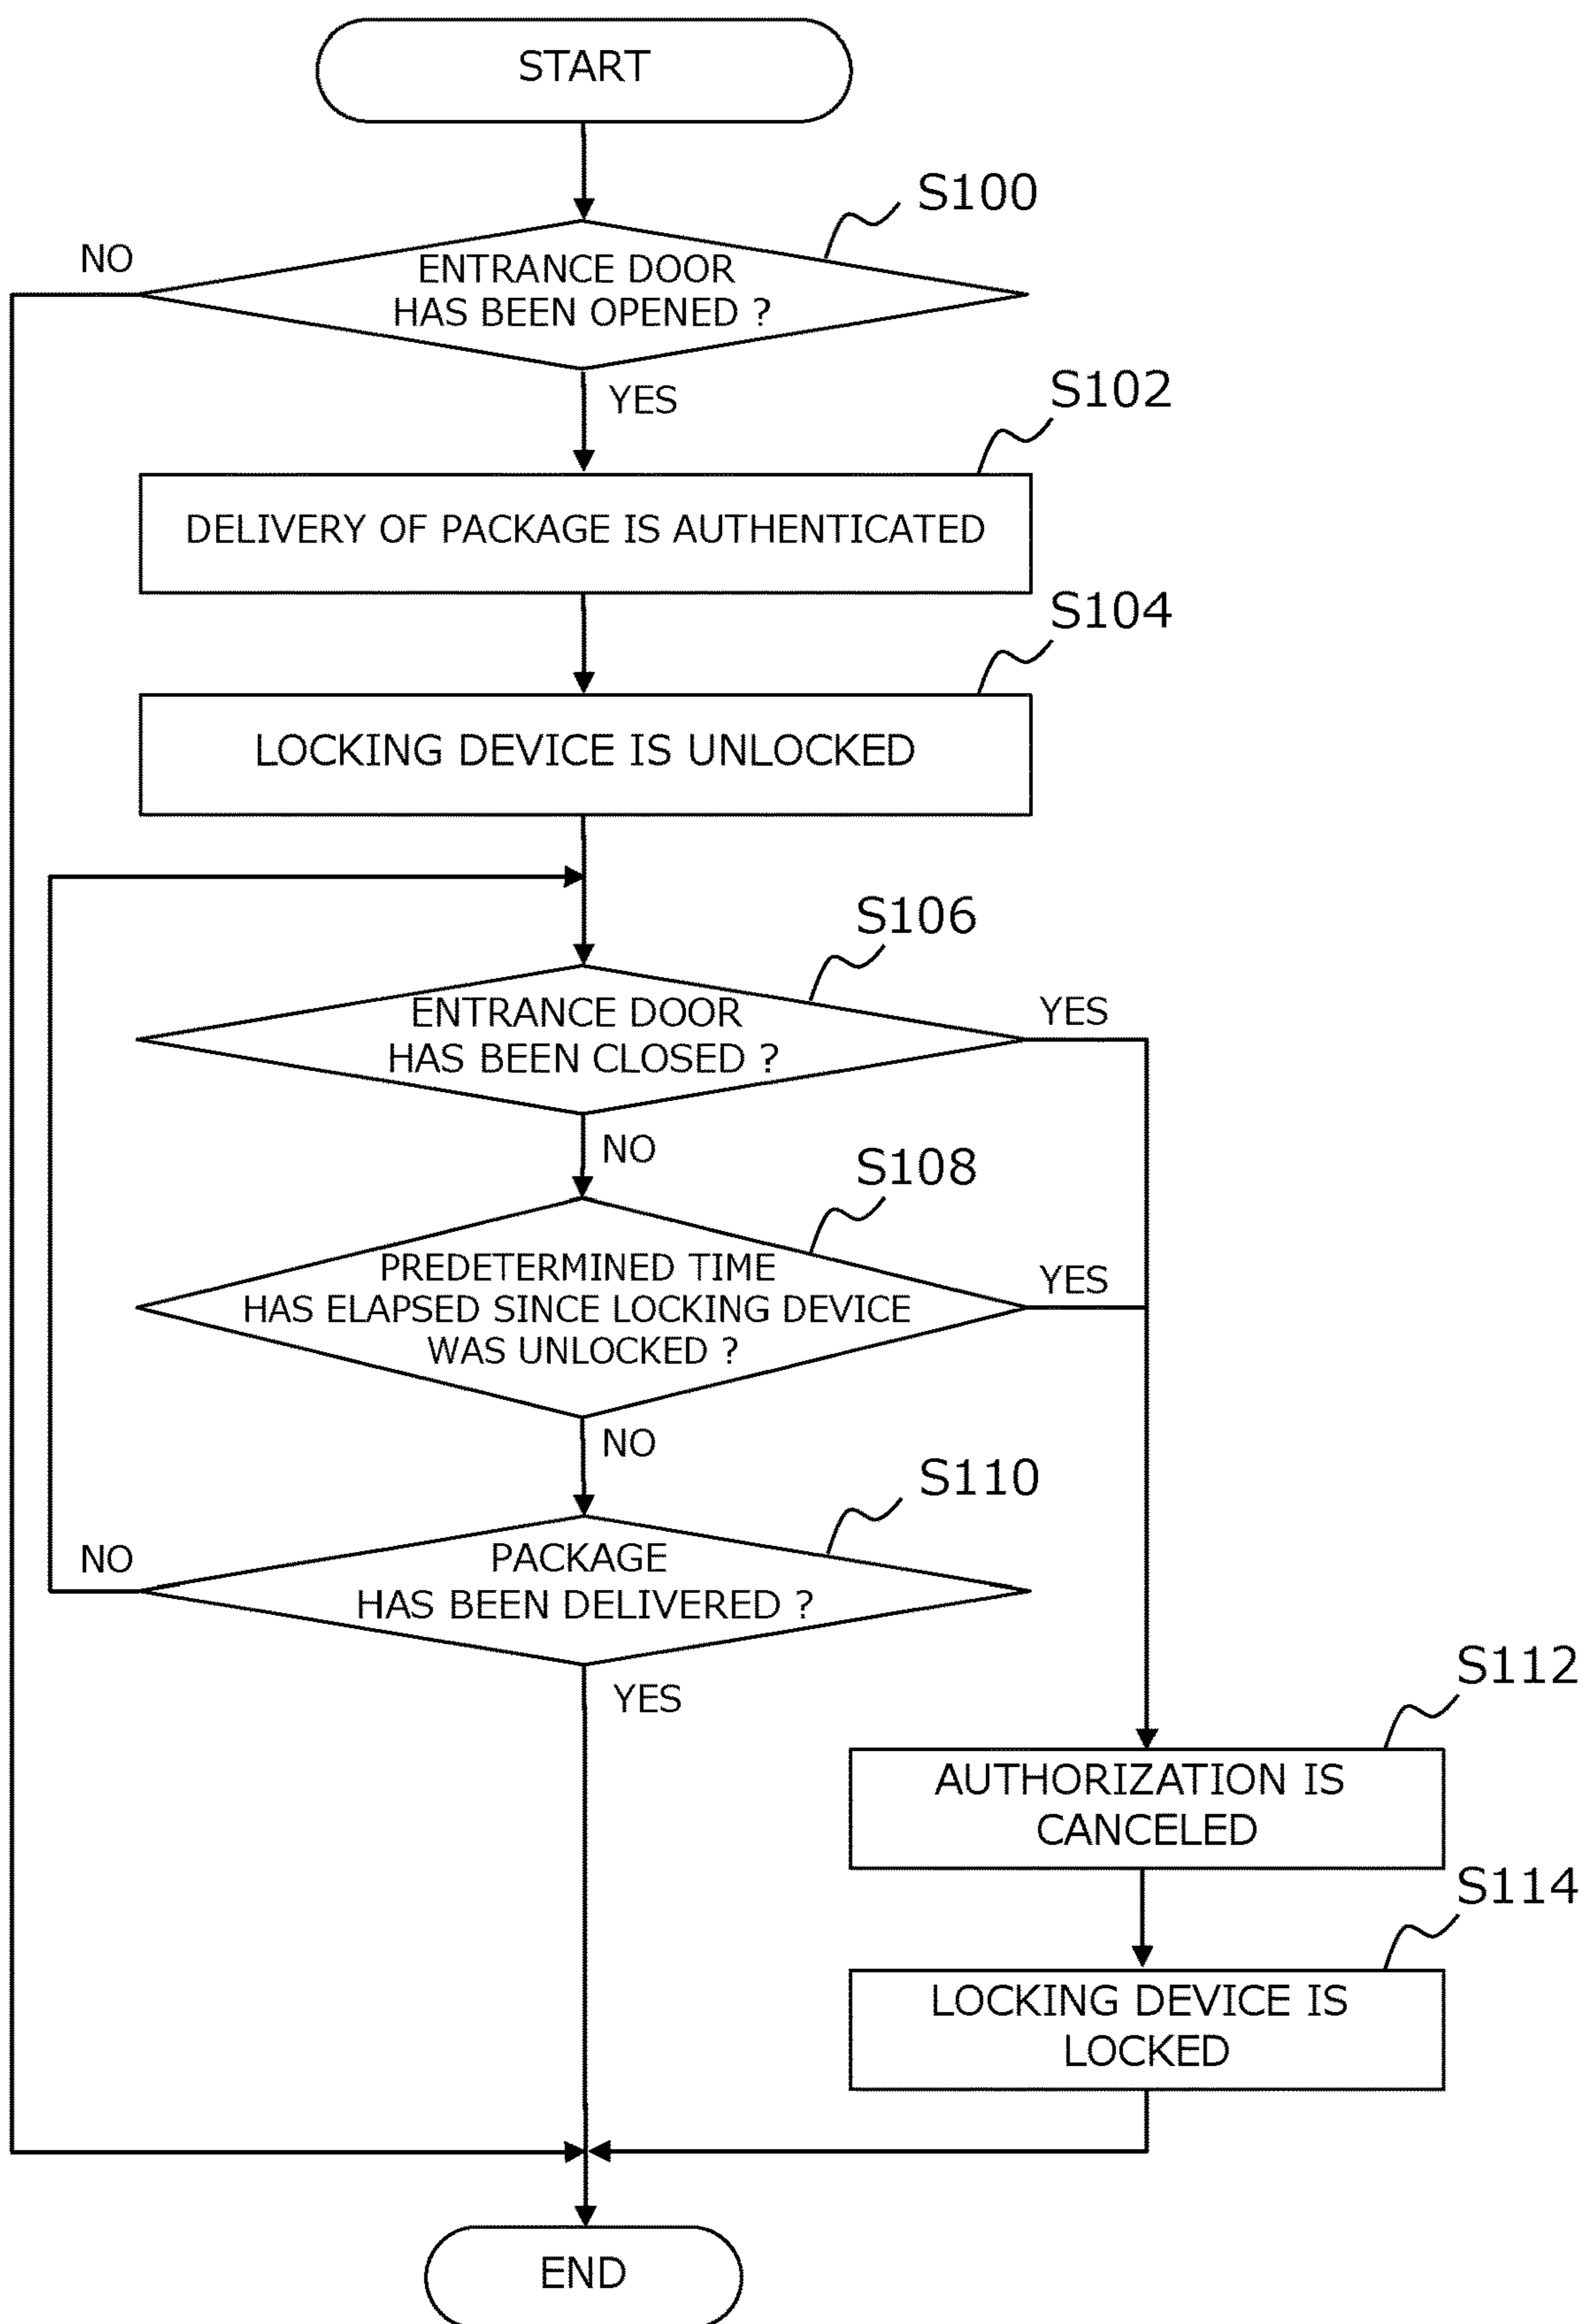 START
S100
NO
ENTRANCE DOOR
HAS BEEN OPENED ?
YES
S102
DELIVERY OF PACKAGE IS AUTHENTICATED
S104
LOCKING DEVICE IS UNLOCKED
S106
ENTRANCE DOOR
HAS BEEN CLOSED ?
YES
NO
S108
PREDETERMINED TIME
HAS ELAPSED SINCE LOCKING DEVICE
WAS UNLOCKED ?
YES
NO
S110
NO
PACKAGE
HAS BEEN DELIVERED ?
YES
S112
AUTHORIZATION IS
CANCELED
S114
LOCKING DEVICE IS
LOCKED
END